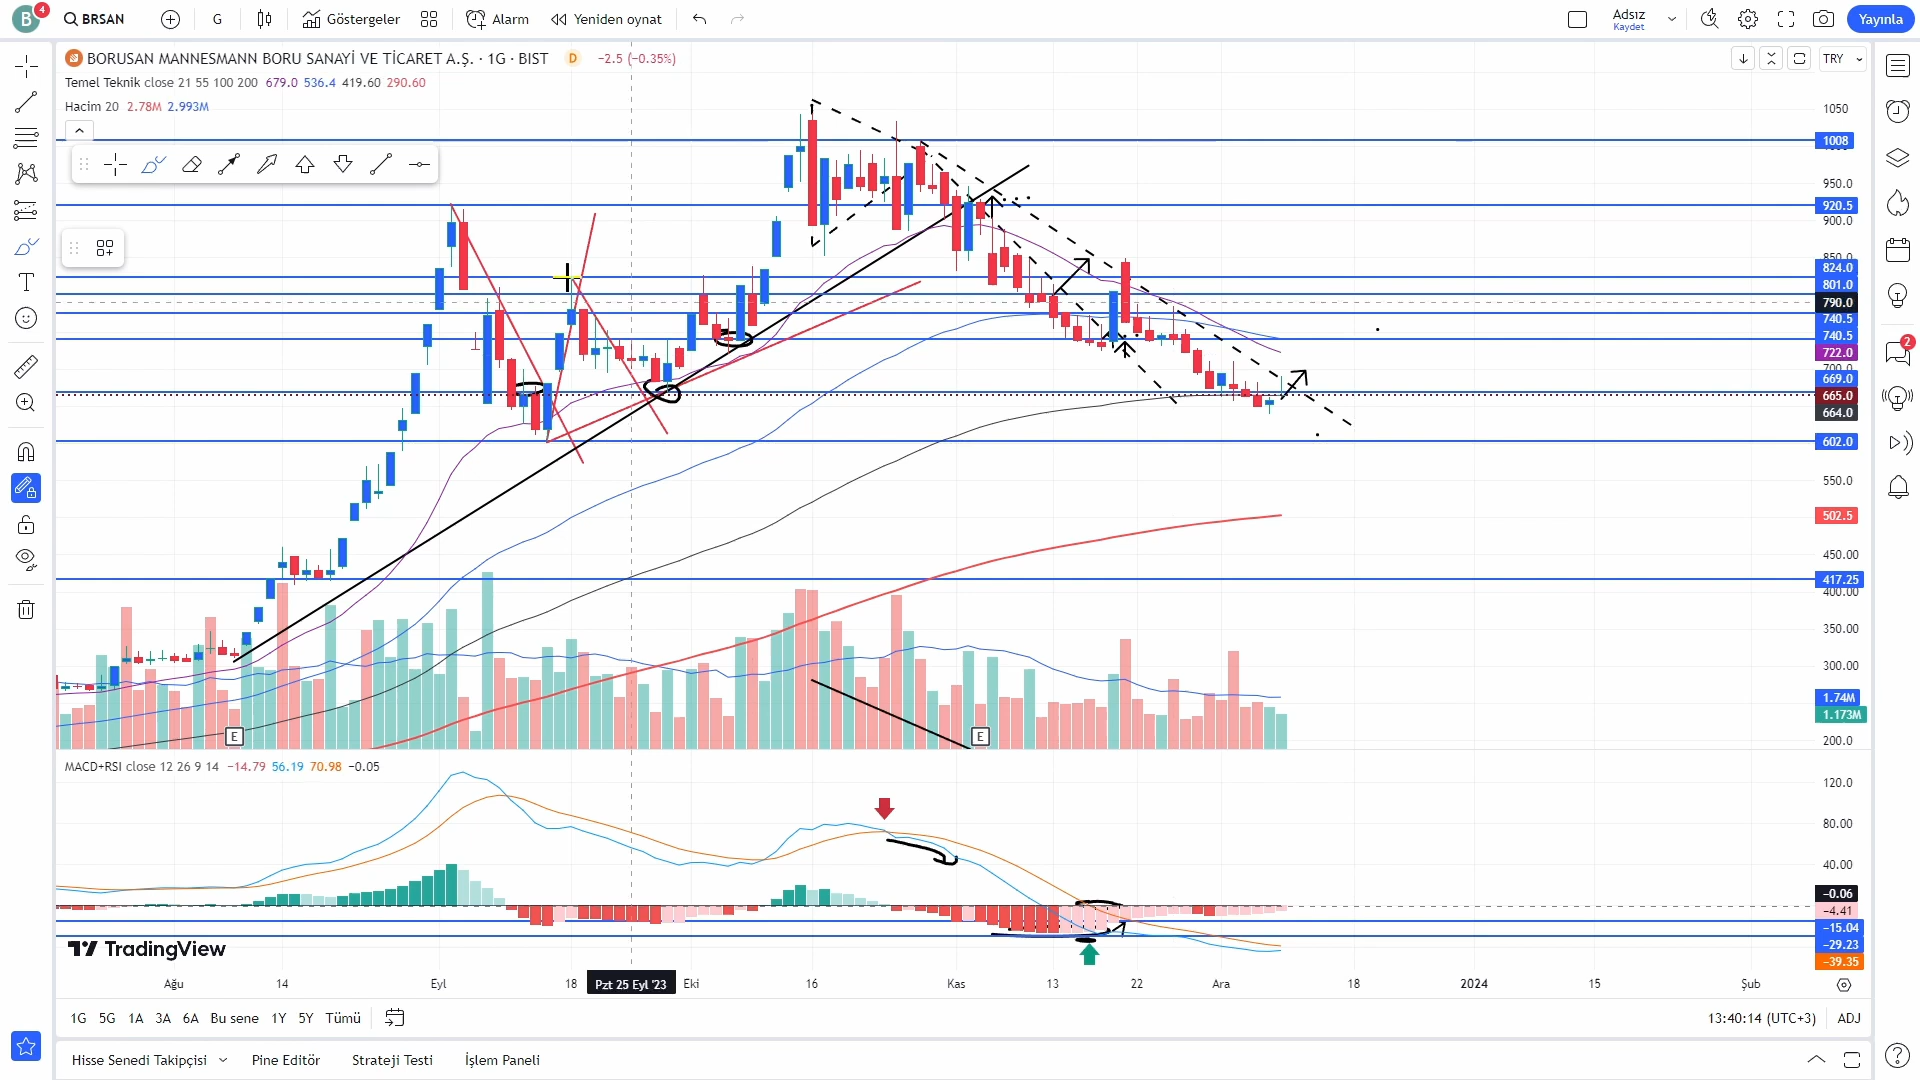 B 4 BRSAN G Göstergeler Alarm Yeniden oynat Adsız Yayınla
Kaydet
BORUSAN MANNESMANN BORU SANAYİ VE TİCARET A.Ş. · 1G · BIST D −2.5 (−0.35%) TRY
Temel Teknik close 21 55 100 200 679.0 536.4 419.60 290.60
Hacim 20 2.78M 2.993M
1050
1008
950.0
920.5
900.0
824.0
801.0
790.0
740.5
740.5
722.0
669.0
665.0
664.0
602.0
550.0
502.5
450.00
417.25
400.00
350.00
300.00
1.74M
1.173M
200.0
E E
2
MACD+RSI close 12 26 9 14 −14.79 56.19 70.98 −0.05
120.0
80.00
40.00
−0.06
−4.41
−15.04
−29.23
−39.35
TradingView
Ağu 14 Eyl 18 Pzt 25 Eyl '23 Eki 16 Kas 13 22 Ara 18 2024 15 Şub
1G 5G 1A 3A 6A Bu sene 1Y 5Y Tümü 13:40:14 (UTC+3) ADJ
Hisse Senedi Takipçisi Pine Editör Strateji Testi İşlem Paneli